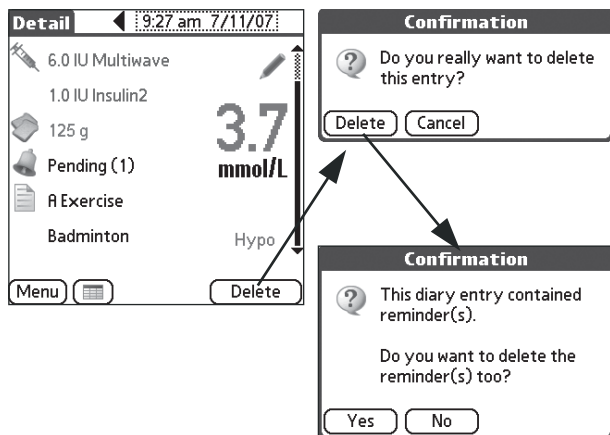 Detail
9:27 am 7/11/07
6.0 IU Multiwave
1.0 IU Insulin2
125 g
3.7
mmol/L
Pending (1)
A Exercise
Badminton
Hypo
Menu
Delete
Confirmation
Do you really want to delete
this entry?
Delete
Cancel
Confirmation
This diary entry contained
reminder(s).
Do you want to delete the
reminder(s) too?
Yes
No